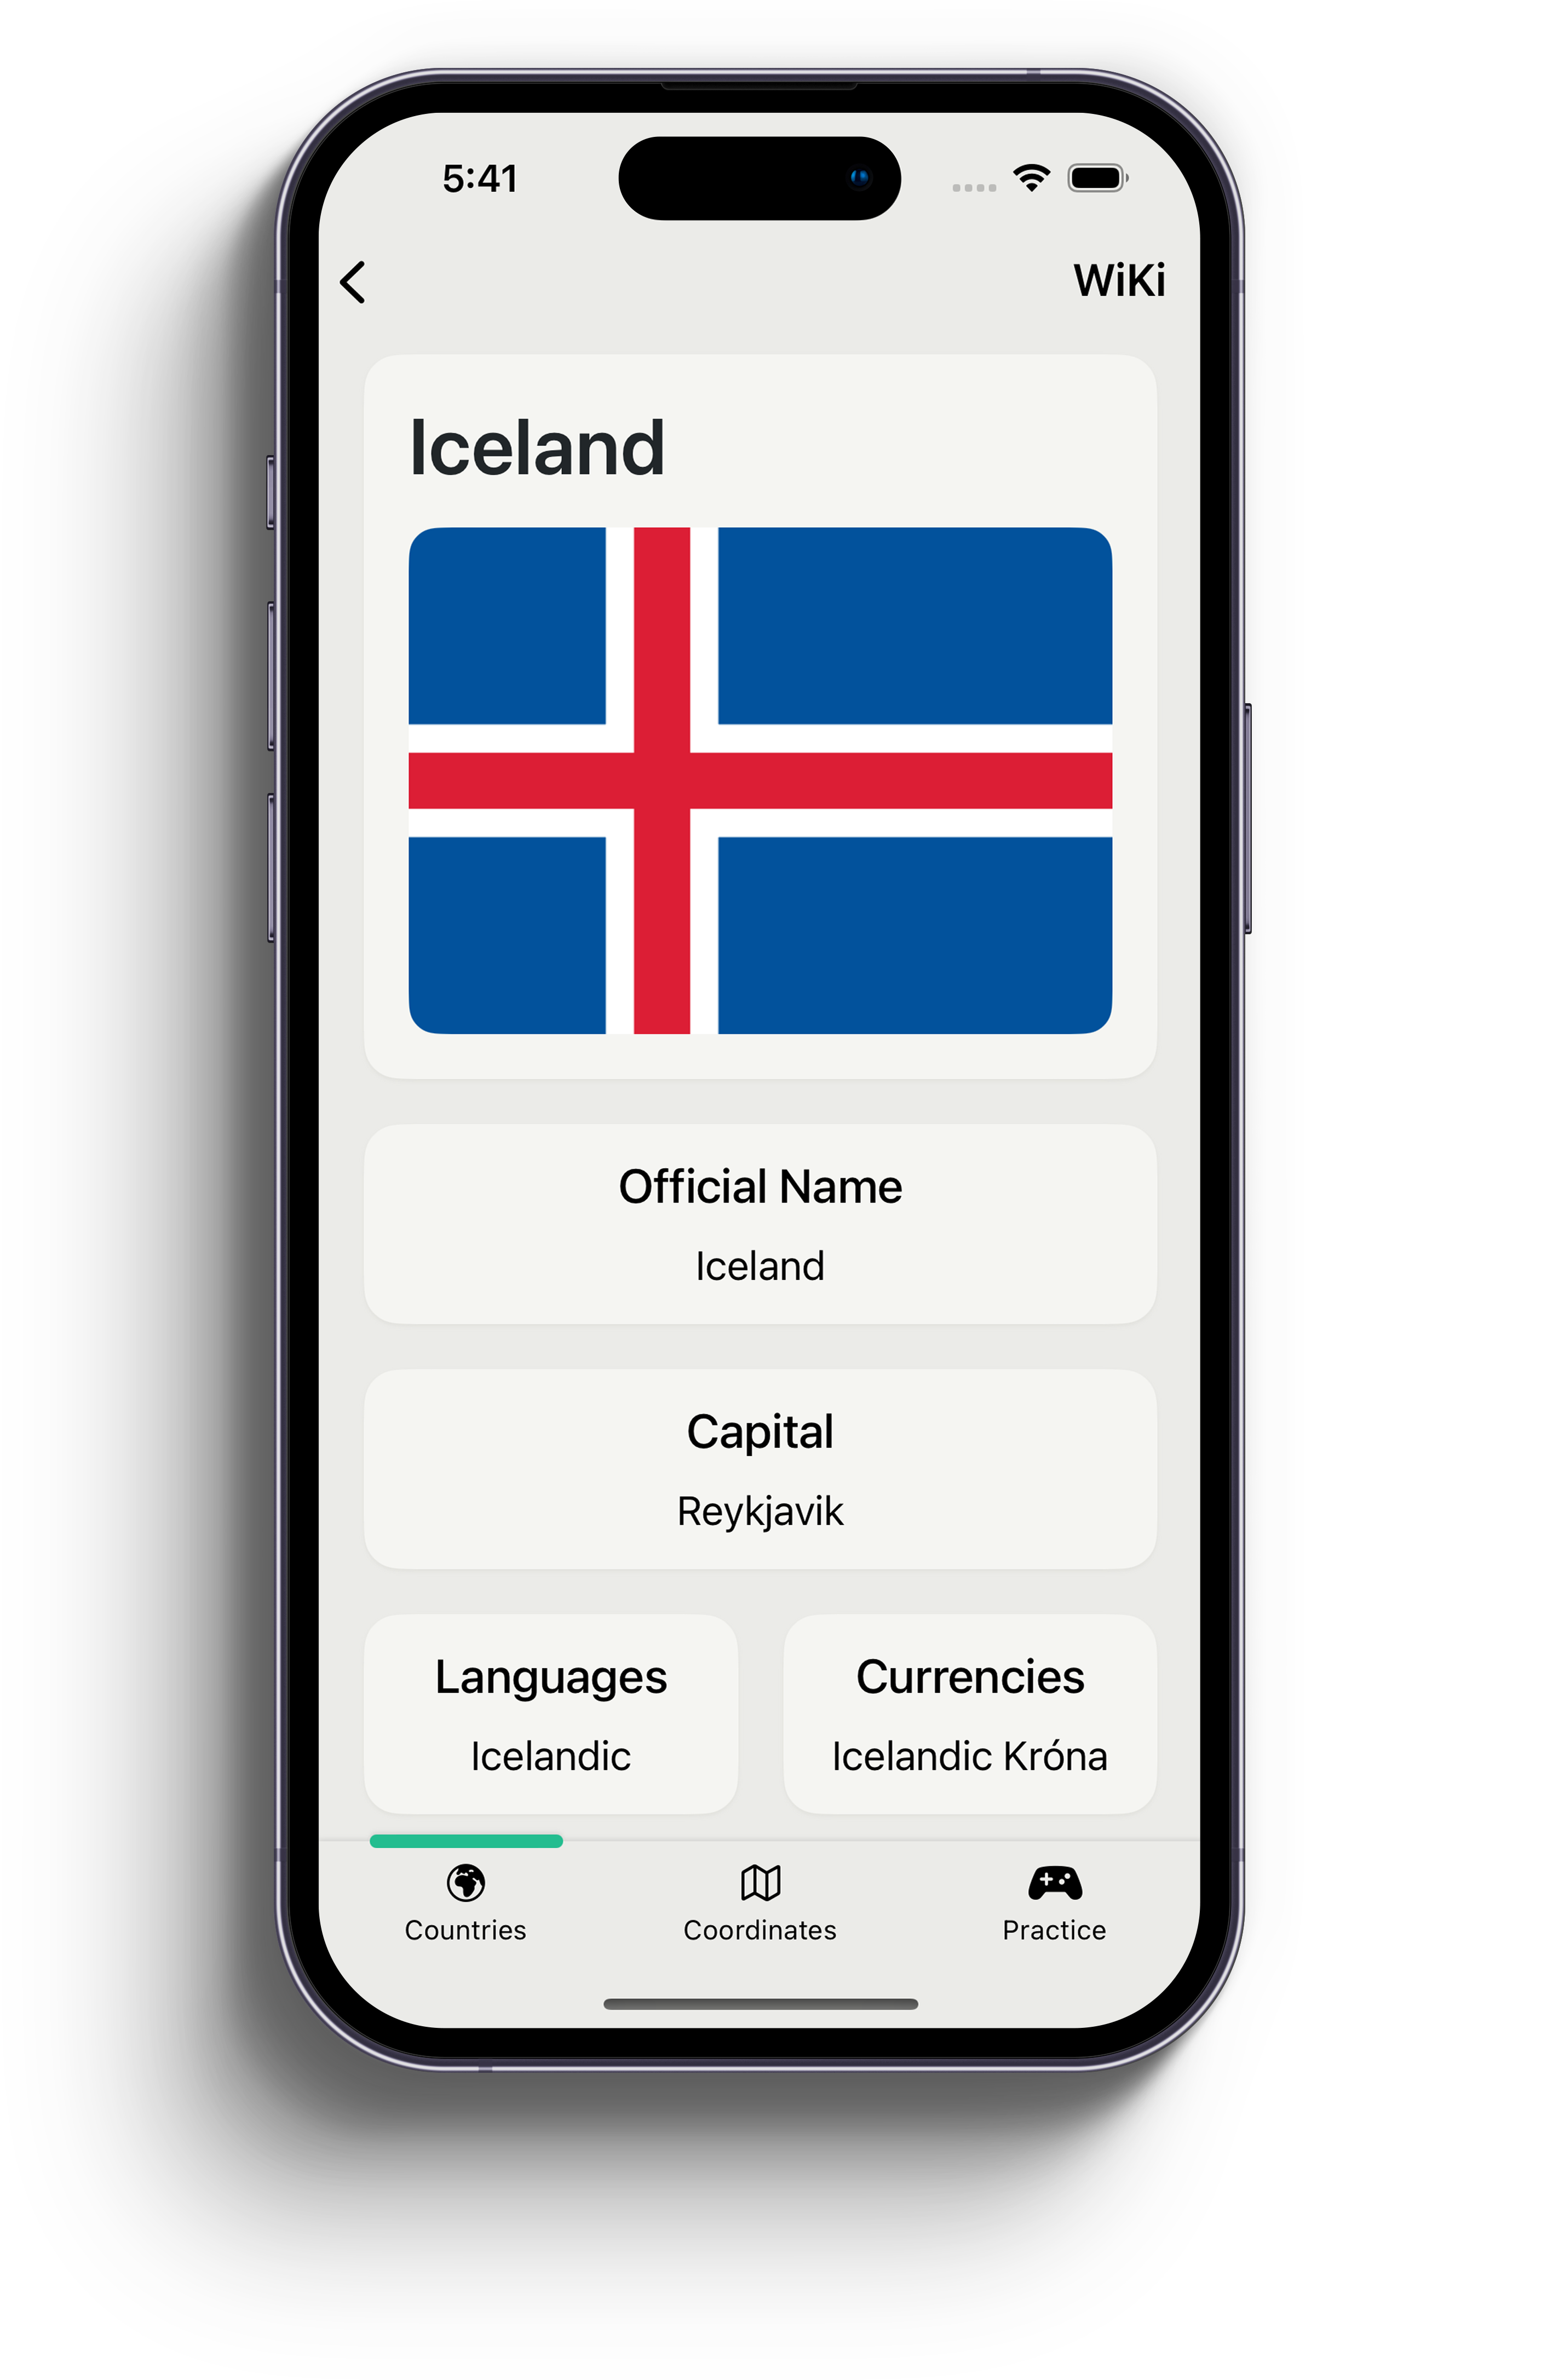 5:41
WiKi
Iceland
Official Name
Iceland
Capital
Reykjavik
Languages
Icelandic
Currencies
Icelandic Króna
Countries
Coordinates
Practice